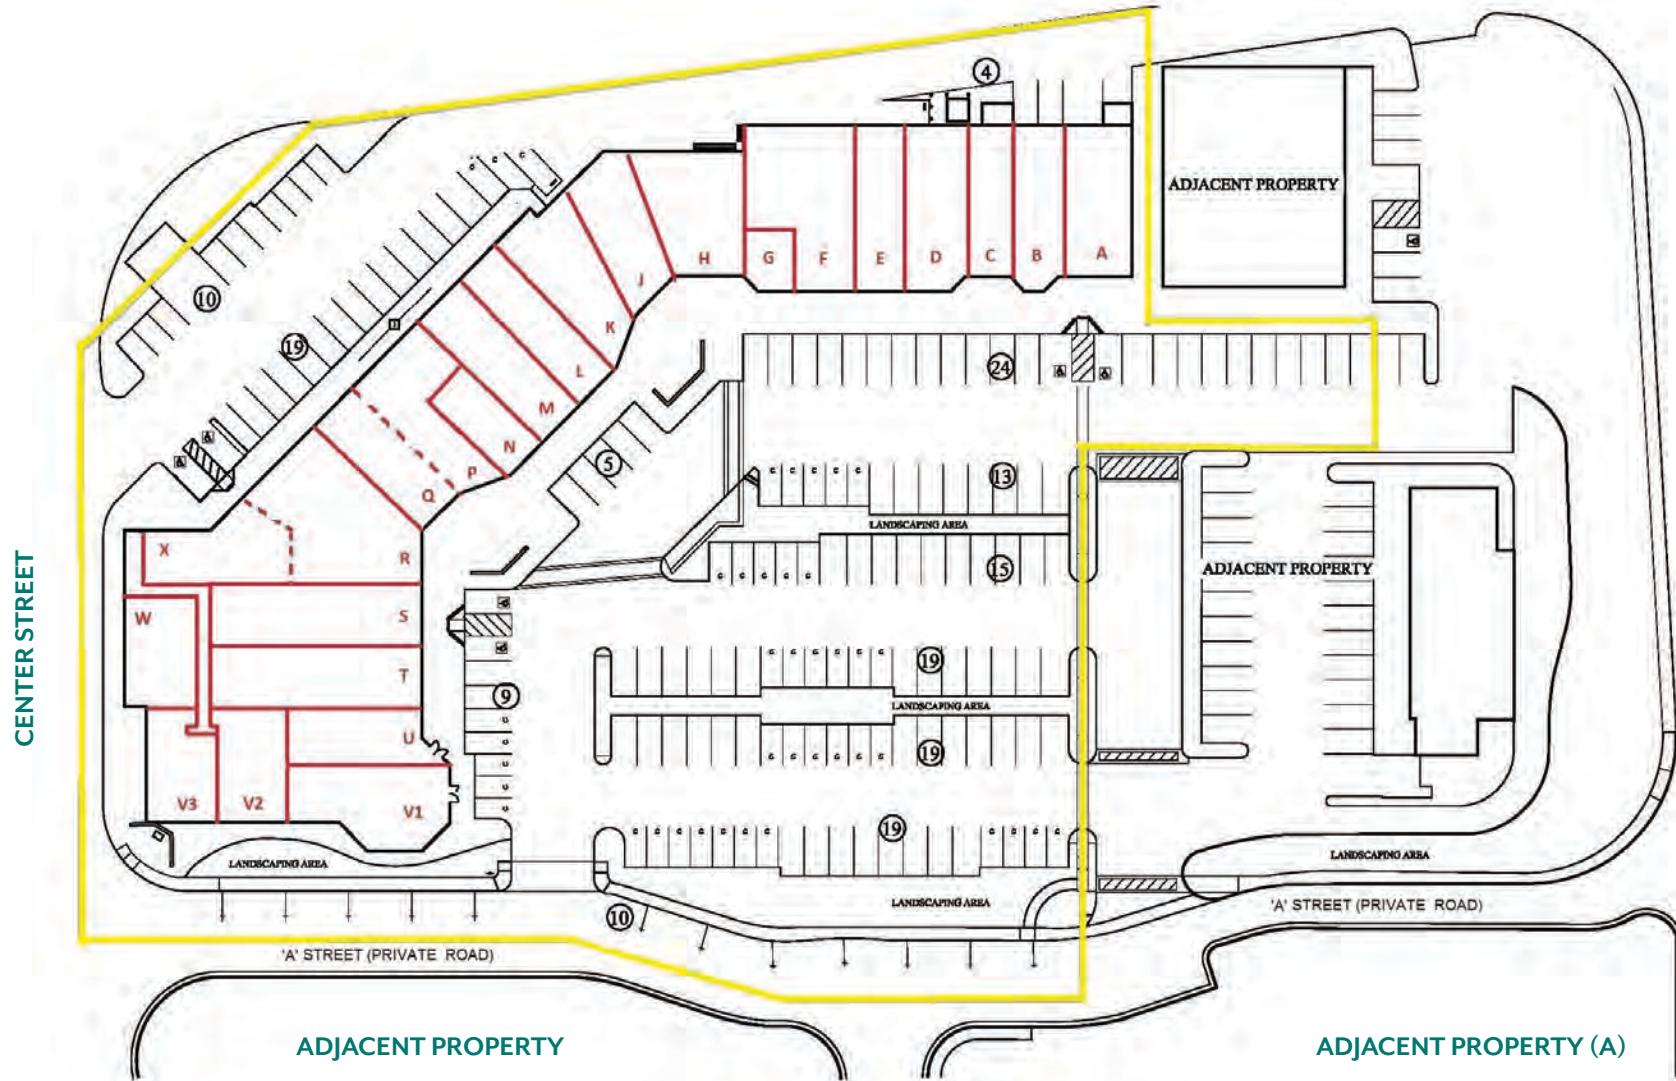 4
ADJACENT PROPERTY
H
G
F
E
D
C
B
A
J
10
K
19
24
L
M
N
5
P
13
Q
LANDSCAPING AREA
X
R
15
ADJACENT PROPERTY
W
S
CENTER STREET
19
T
9
LANDSCAPING AREA
U
19
V3
V2
V1
19
LANDSCAPING AREA
LANDSCAPING AREA
LANDSCAPING AREA
'A' STREET (PRIVATE ROAD)
10
'A' STREET (PRIVATE ROAD)
ADJACENT PROPERTY
ADJACENT PROPERTY (A)